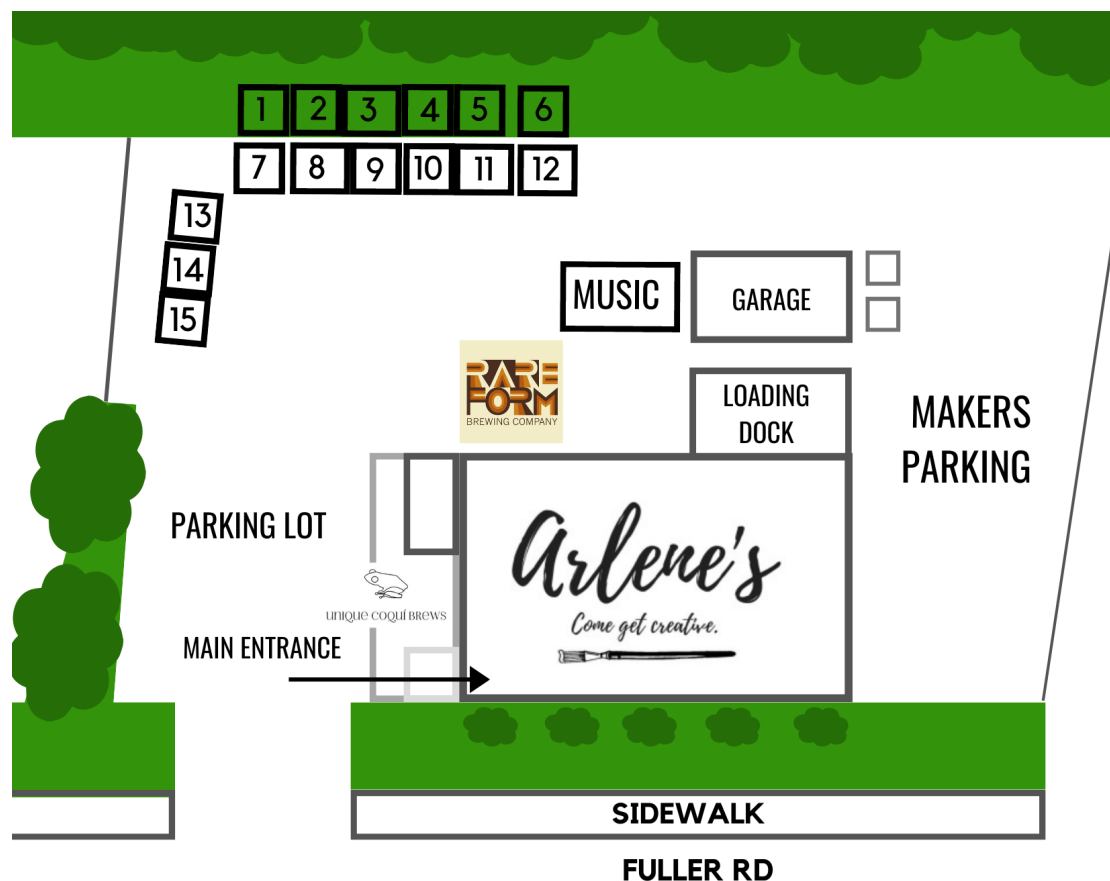 1 2 3 4 5 6
7 8 9 10 11 12
13
14
15
MUSIC
GARAGE
RARE
FORM
BREWING COMPANY
LOADING
DOCK
MAKERS
PARKING
PARKING LOT
Arlene's
Come get creative.
UNIQUE COQUÍ BREWS
MAIN ENTRANCE
SIDEWALK
FULLER RD